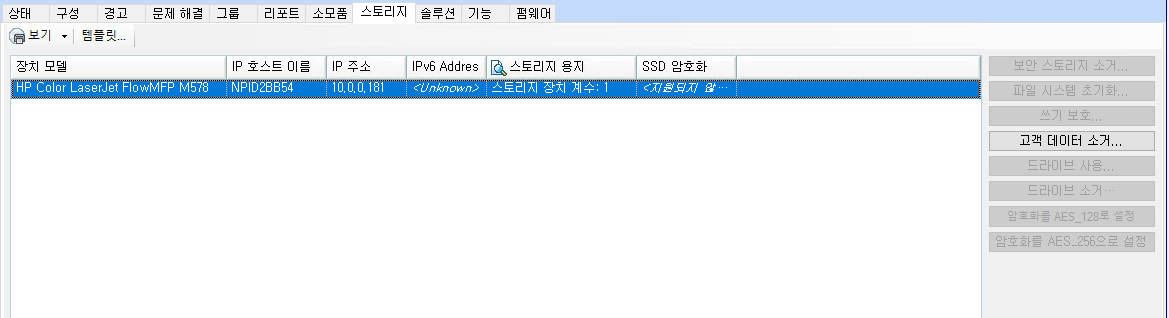 상태 구성 경고 문제 해결 그룹 리포트 소모품 스토리지 솔루션 기능 펌웨어
보기 템플릿...
장치 모델 IP 호스트 이름 IP 주소 IPv6 Addres 스토리지 용지 SSD 암호화
HP Color LaserJet FlowMFP M578 NPID2BB54 10,0,0,181 <Unknown> 스토리지 장치 계수: 1 <지원되지 않…
보안 스토리지 소거...
파일 시스템 초기화...
쓰기 보호...
고객 데이터 소거...
드라이브 사용...
드라이브 소거…
암호화를 AES_128로 설정
암호화를 AES_256으로 설정